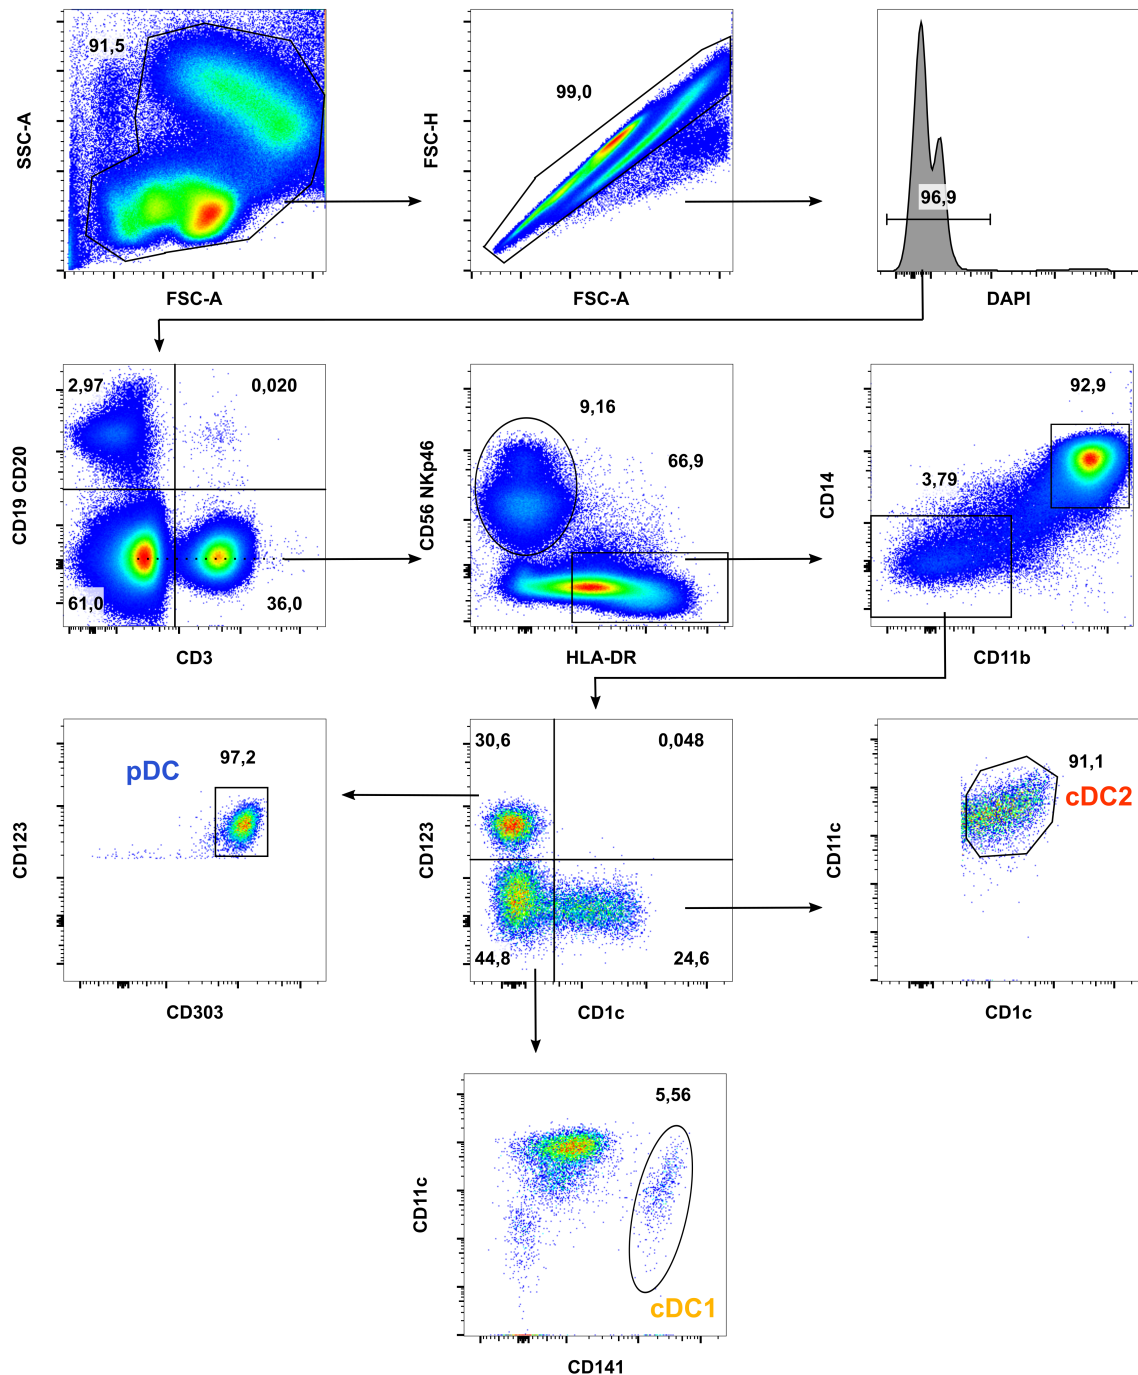 91,5
SSC-A
FSC-A
99,0
FSC-H
FSC-A
96,9
DAPI
2,97
0,020
CD19 CD20
61,0
36,0
CD3
9,16
66,9
CD56 NKp46
HLA-DR
92,9
3,79
CD14
CD11b
97,2
pDC
CD123
CD303
30,6
0,048
CD123
44,8
24,6
CD1c
91,1
cDC2
CD11c
CD1c
5,56
CD11c
cDC1
CD141